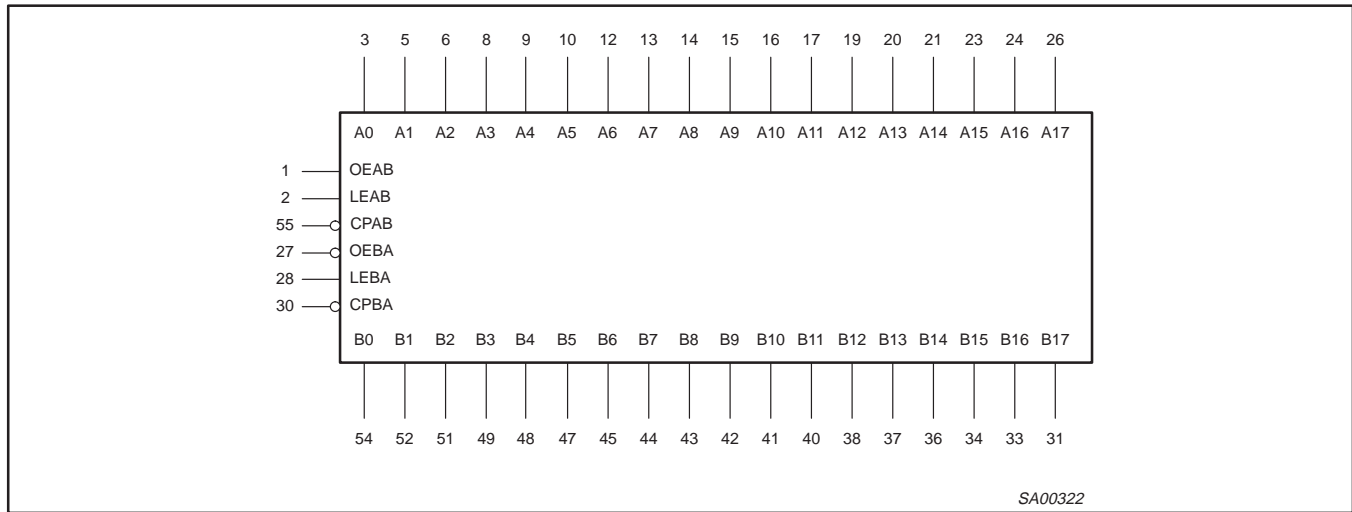 3 5 6 8 9 10 12 13 14 15 16 17 19 20 21 23 24 26
A0 A1 A2 A3 A4 A5 A6 A7 A8 A9 A10 A11 A12 A13 A14 A15 A16 A17
1 OEAB
2 LEAB
55 CPAB
27 OEBA
28 LEBA
30 CPBA
B0 B1 B2 B3 B4 B5 B6 B7 B8 B9 B10 B11 B12 B13 B14 B15 B16 B17
54 52 51 49 48 47 45 44 43 42 41 40 38 37 36 34 33 31
SA00322